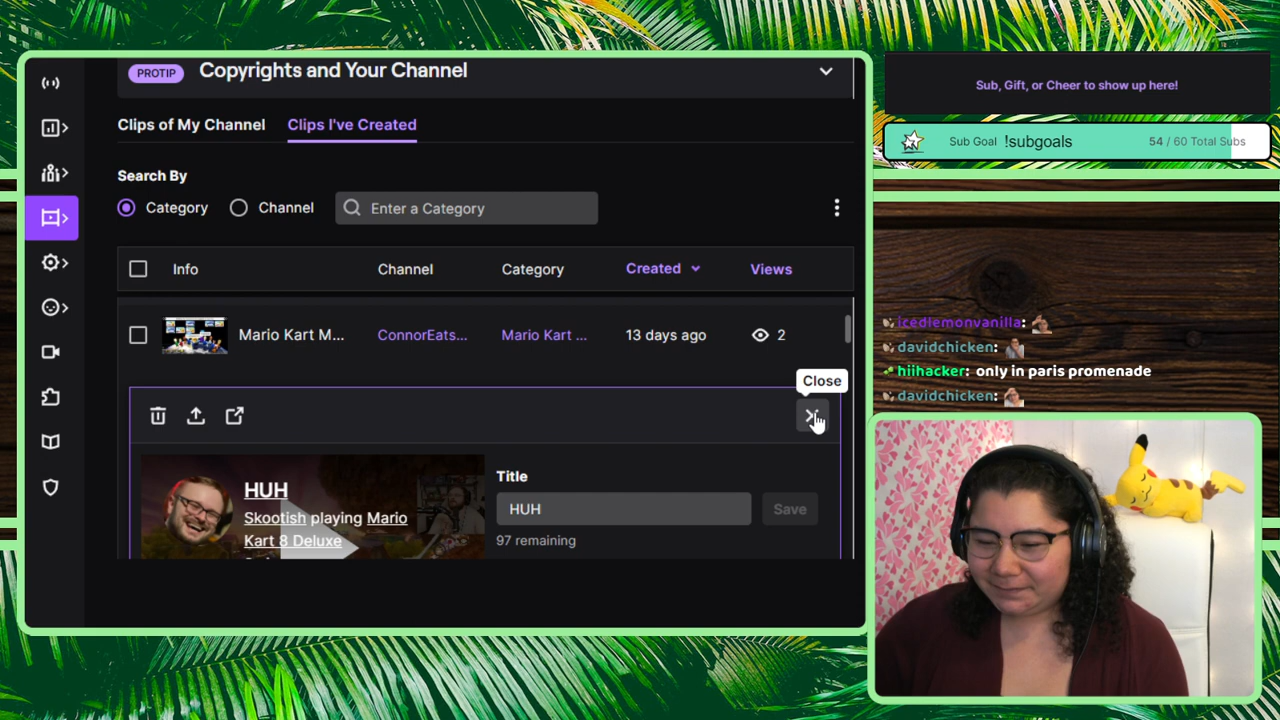 PROTIP Copyrights and Your Channel
Clips of My Channel Clips I've Created
Search By
Category Channel Enter a Category
Info Channel Category Created Views
Mario Kart M... ConnorEats... Mario Kart ... 13 days ago 2
Close
HUH
Skootish playing Mario
Kart 8 Deluxe
Title
HUH Save
97 remaining
Sub, Gift, or Cheer to show up here!
Sub Goal !subgoals 54 / 60 Total Subs
icedlemonvanilla:
davidchicken:
hiihacker: only in paris promenade
davidchicken: